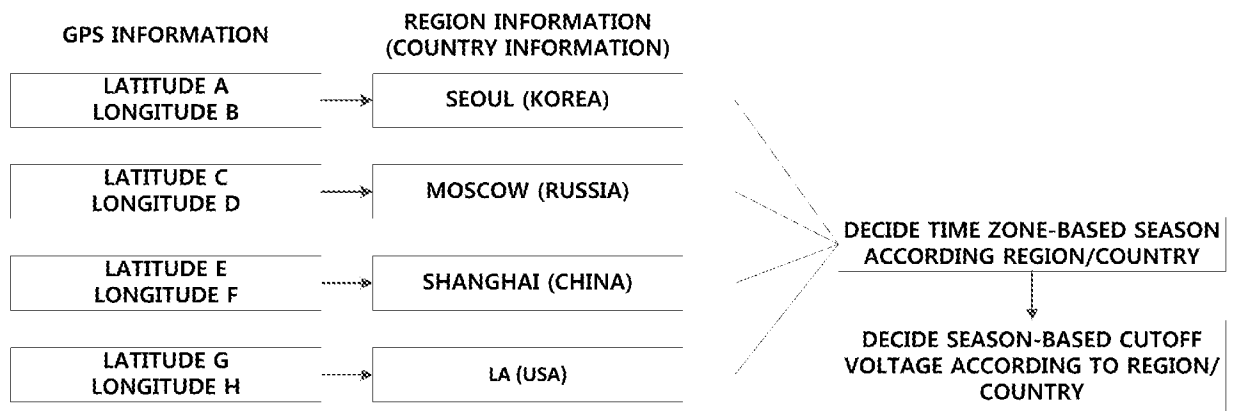 GPS INFORMATION
REGION INFORMATION
(COUNTRY INFORMATION)
LATITUDE A
LONGITUDE B
SEOUL (KOREA)
LATITUDE C
LONGITUDE D
MOSCOW (RUSSIA)
LATITUDE E
LONGITUDE F
SHANGHAI (CHINA)
LATITUDE G
LONGITUDE H
LA (USA)
DECIDE TIME ZONE-BASED SEASON
ACCORDING REGION/COUNTRY
DECIDE SEASON-BASED CUTOFF
VOLTAGE ACCORDING TO REGION/
COUNTRY